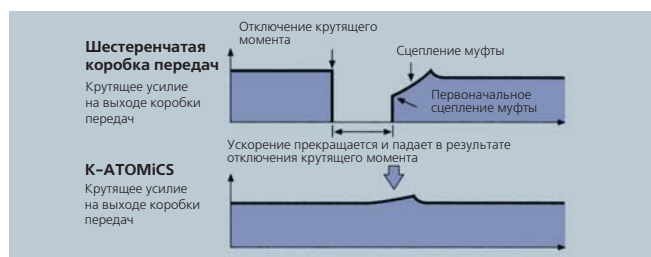 Отключение крутящего
момента
Шестеренчатая
коробка передач
Сцепление муфты
Крутящее усилие
на выходе коробки
передач
Первоначальное
сцепление муфты
Ускорение прекращается и падает в результате
отключения крутящего момента
K–ATOMiCS
Крутящее усилие
на выходе коробки
передач